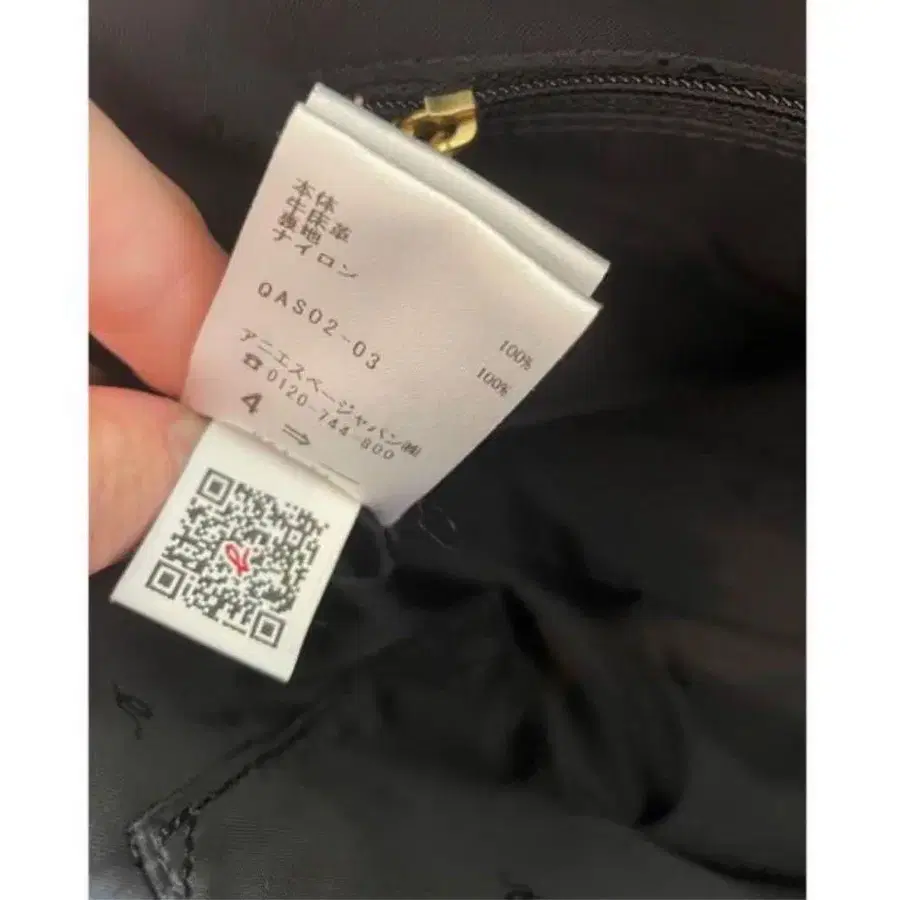 本体
牛床革
裏地
ナイロン
100%
100%
QAS02-03
アニエスベージャパン㈱
☎0120-744-800
4 ⇒